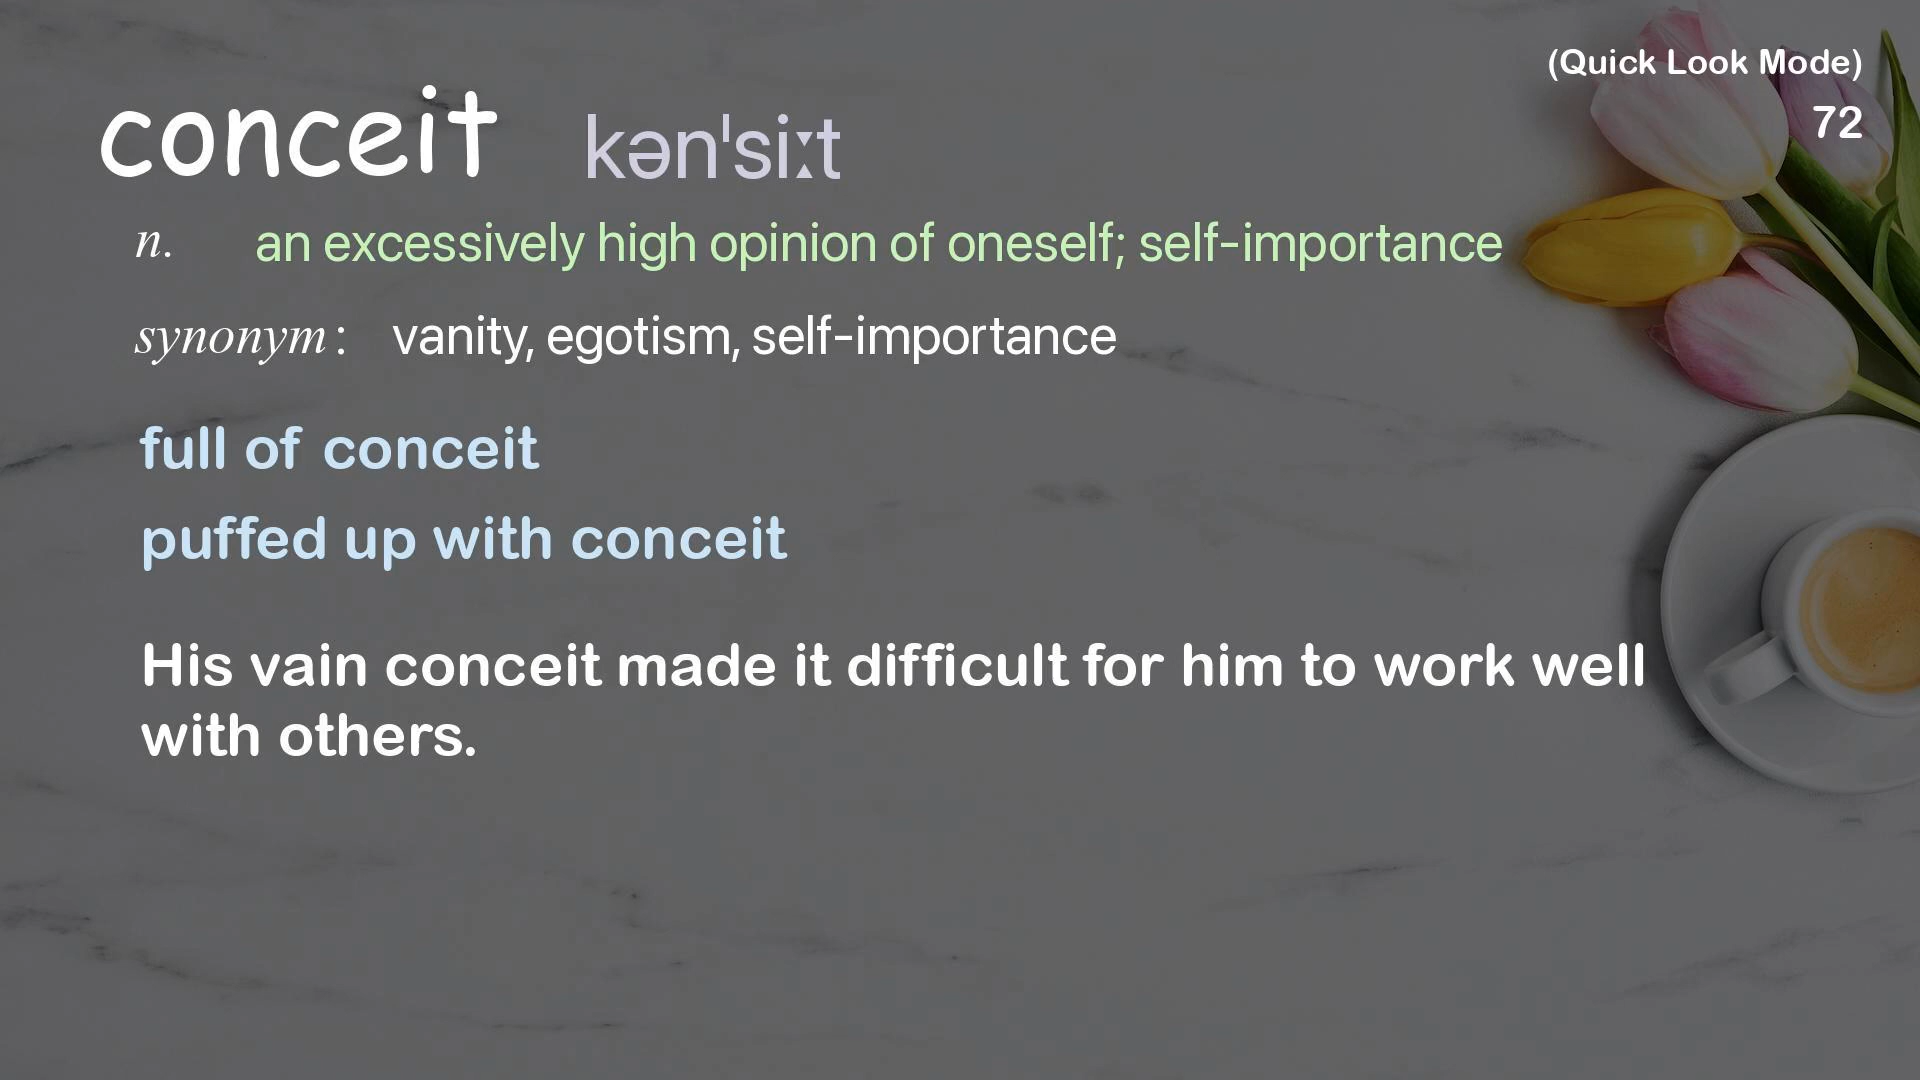 (Quick Look Mode)
72
conceit kən'siːt
n. an excessively high opinion of oneself; self-importance
synonym: vanity, egotism, self-importance
full of conceit
puffed up with conceit
His vain conceit made it difficult for him to work well
with others.